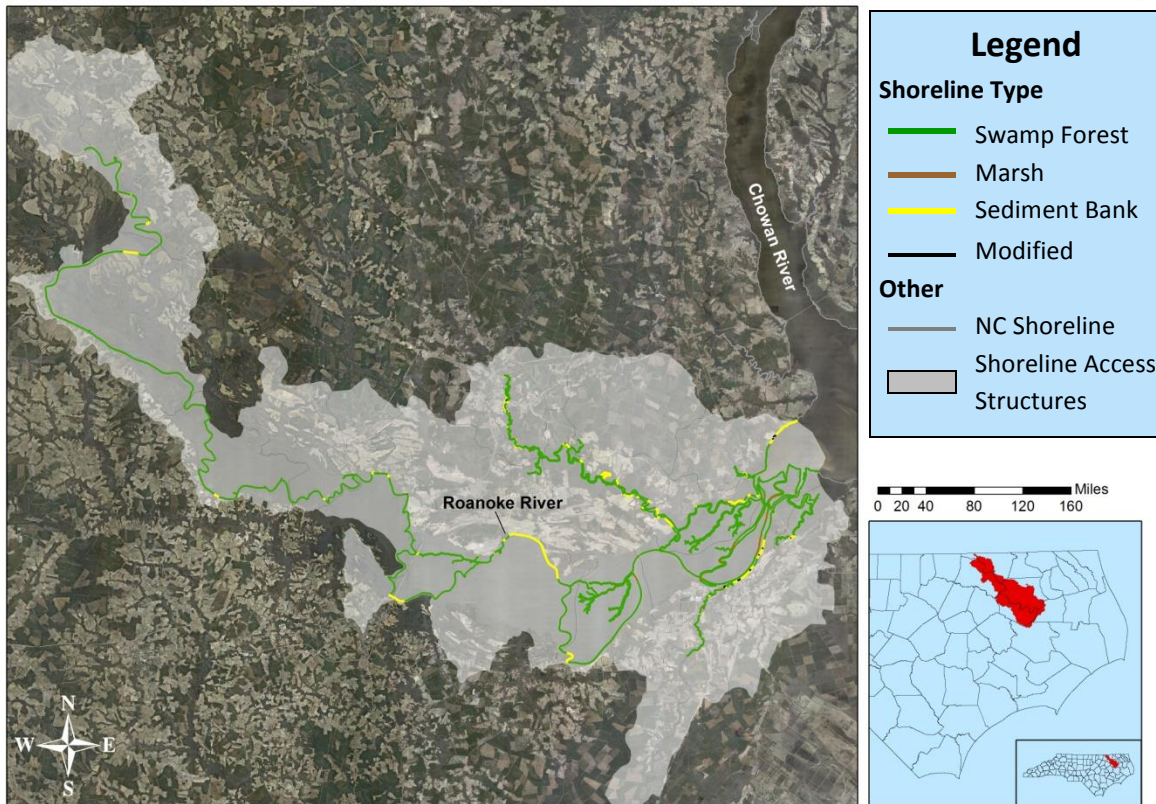 Legend
Shoreline Type
Swamp Forest
Marsh
Sediment Bank
Modified
Other
NC Shoreline
Shoreline Access
Structures
Chowan River
Roanoke River
Miles
0 20 40 80 120 160
N
W E
S